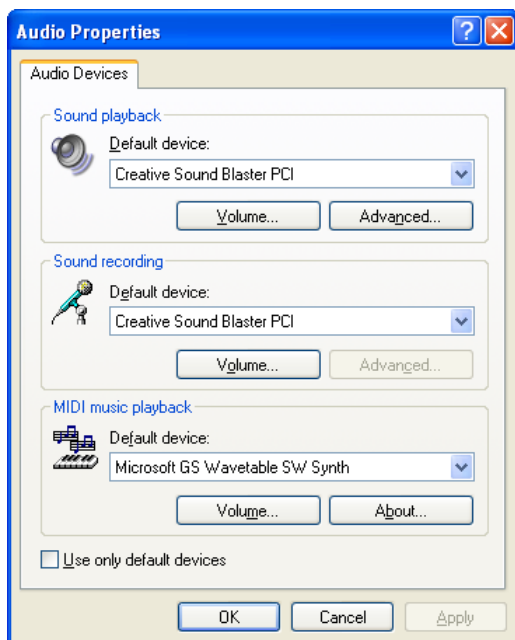 Audio Properties
Audio Devices
Sound playback
Default device:
Creative Sound Blaster PCI
Volume... Advanced...
Sound recording
Default device:
Creative Sound Blaster PCI
Volume... Advanced...
MIDI music playback
Default device:
Microsoft GS Wavetable SW Synth
Volume... About...
Use only default devices
OK Cancel Apply